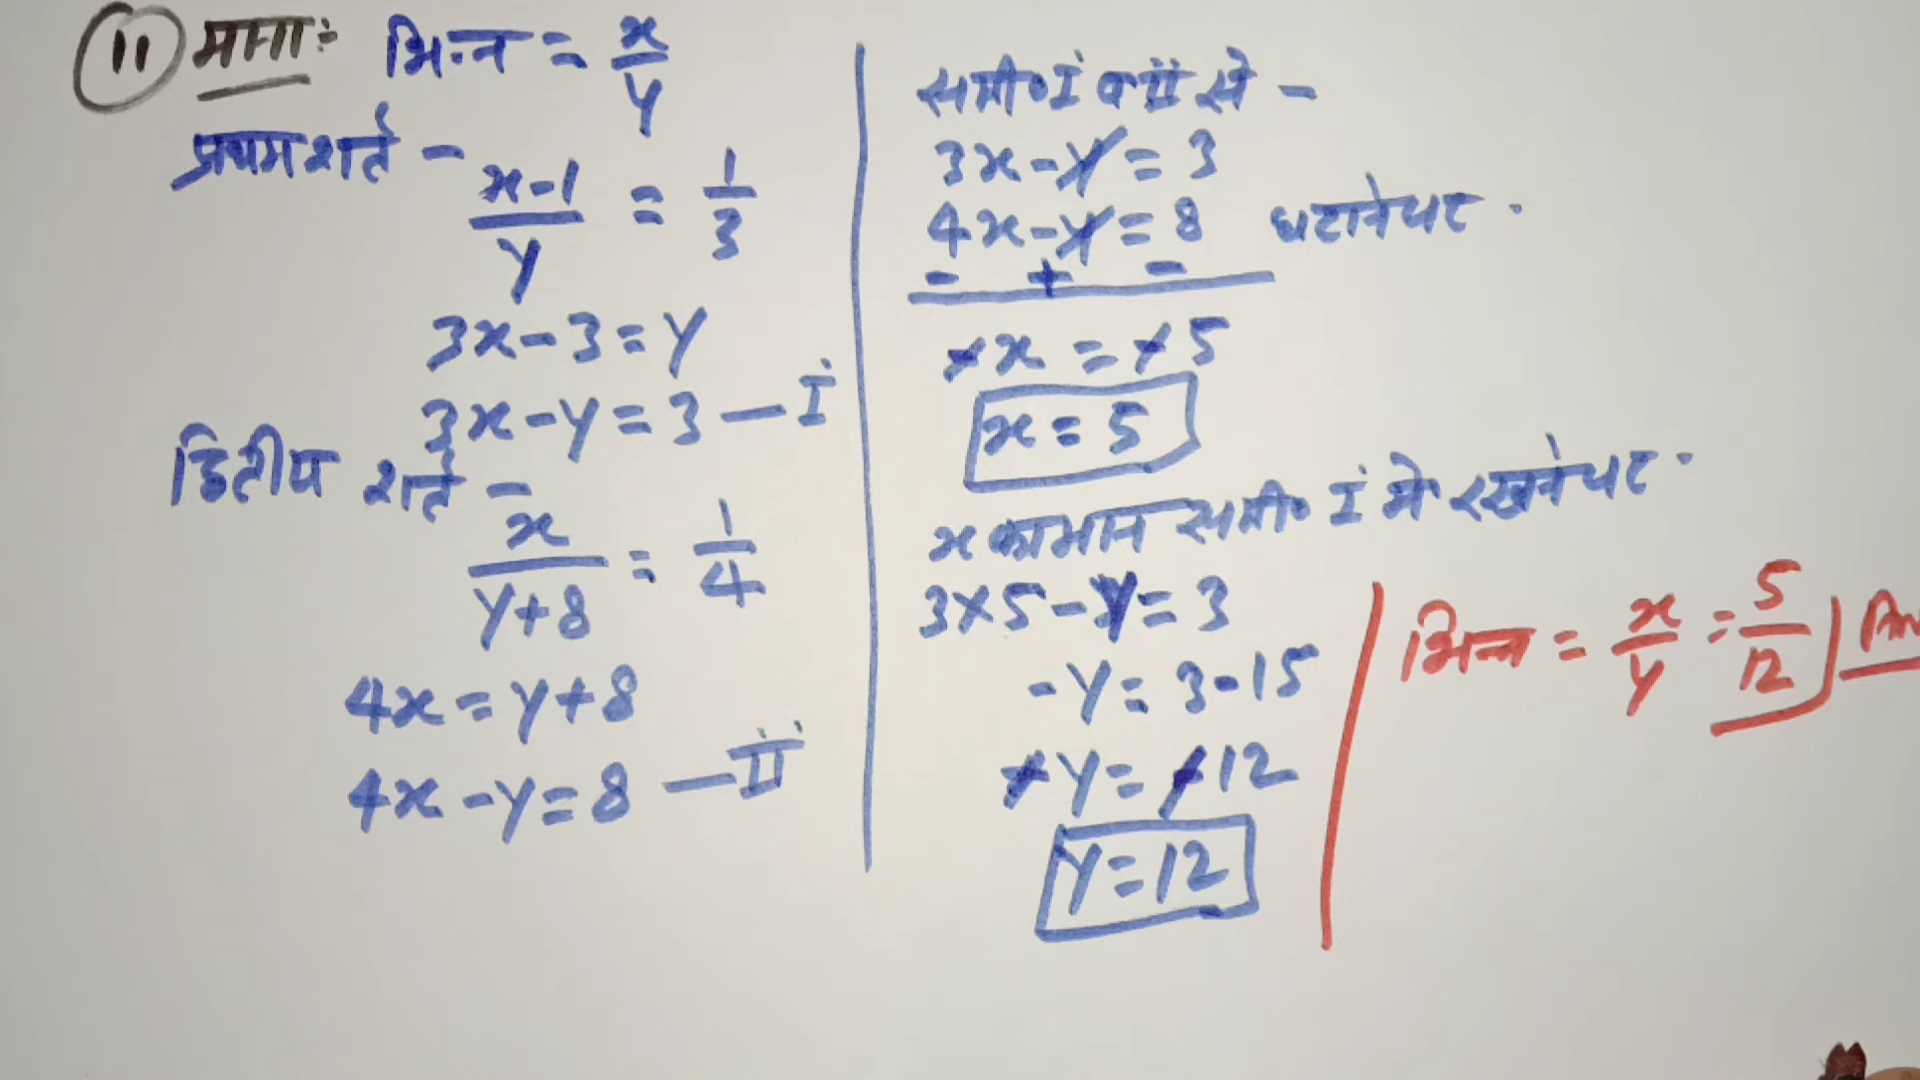 11 माना:-
भिन्न = x/y
प्रथम शर्त -
(x-1)/y = 1/3
3x-3=y
3x-y=3 — I
द्वितीय शर्त -
x/(y+8) = 1/4
4x=y+8
4x-y=8 — II
समी० I व II से -
3x-y=3
4x-y=8 घटाने पर.
- + -
-x = -5
x=5
x का मान समी० I में रखने पर.
3×5-y=3
-y=3-15
-y=-12
y=12
भिन्न = x/y = 5/12